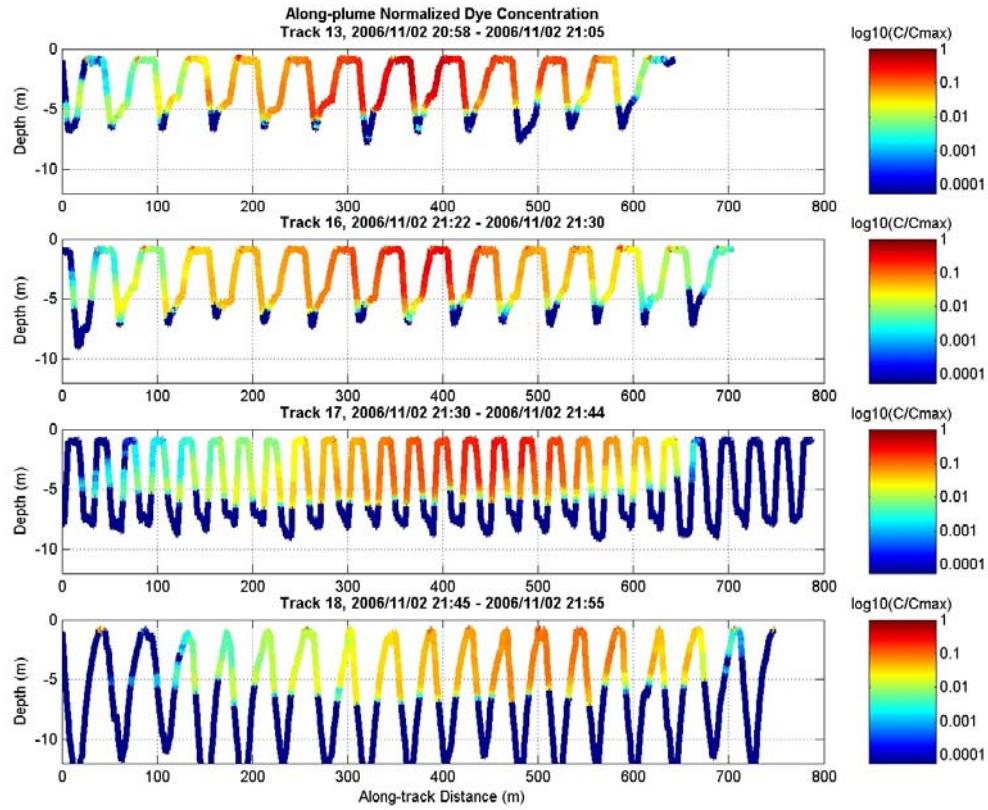 Along-plume Normalized Dye Concentration
Track 13, 2006/11/02 20:58 - 2006/11/02 21:05
log10(C/Cmax)
Depth (m)
0
-5
-10
0 100 200 300 400 500 600 700 800
1
0.1
0.01
0.001
0.0001
Track 16, 2006/11/02 21:22 - 2006/11/02 21:30
log10(C/Cmax)
Depth (m)
0
-5
-10
0 100 200 300 400 500 600 700 800
1
0.1
0.01
0.001
0.0001
Track 17, 2006/11/02 21:30 - 2006/11/02 21:44
log10(C/Cmax)
Depth (m)
0
-5
-10
0 100 200 300 400 500 600 700 800
1
0.1
0.01
0.001
0.0001
Track 18, 2006/11/02 21:45 - 2006/11/02 21:55
log10(C/Cmax)
Depth (m)
0
-5
-10
0 100 200 300 400 500 600 700 800
1
0.1
0.01
0.001
0.0001
Along-track Distance (m)